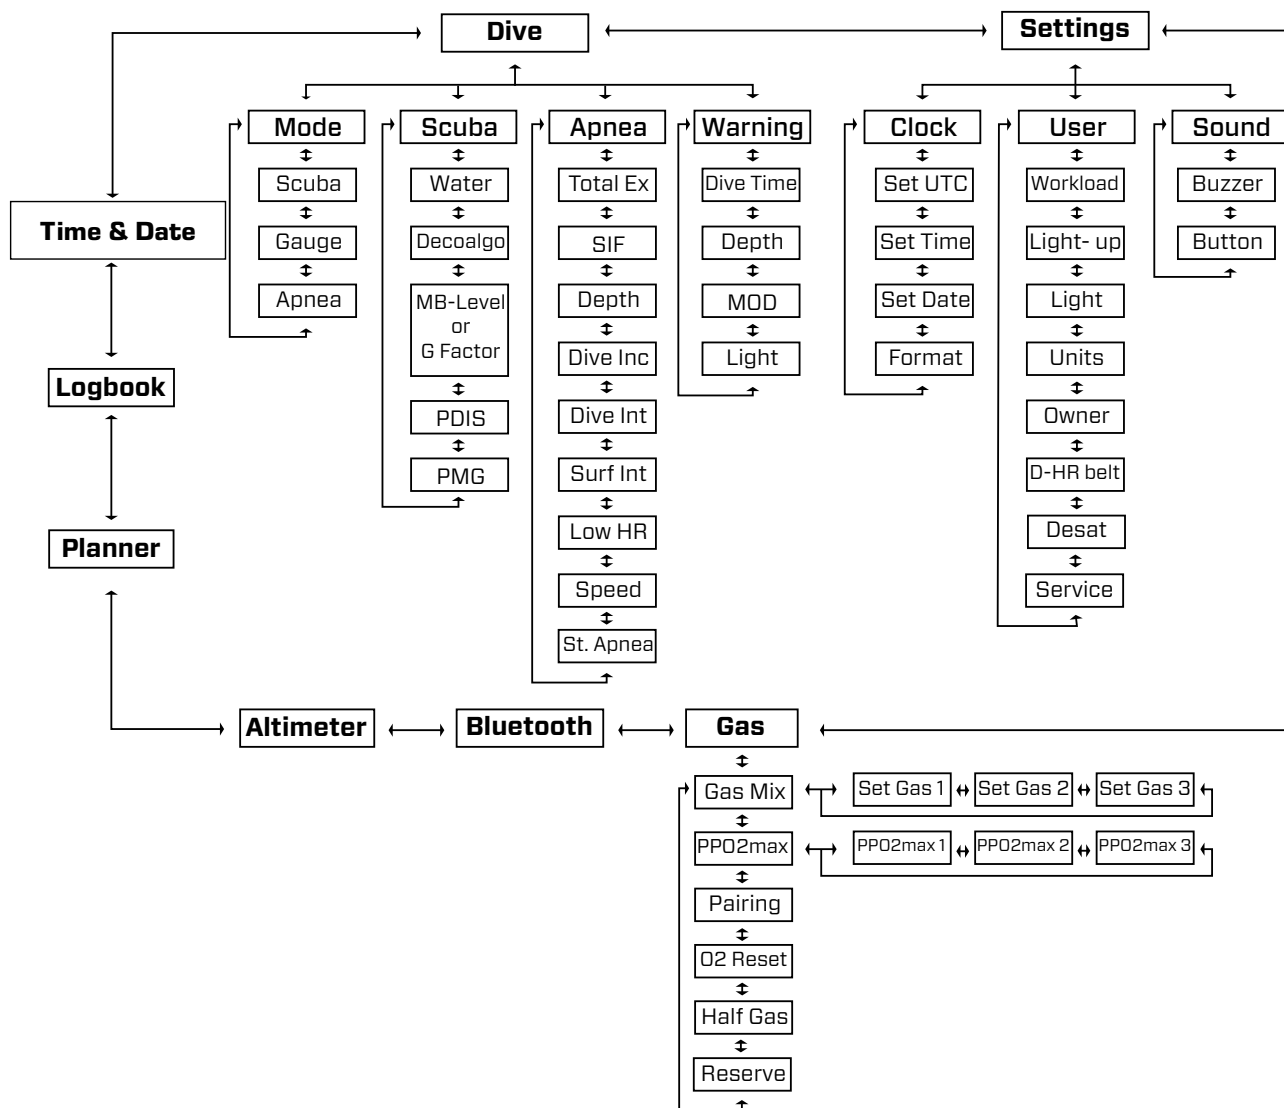 Dive
Settings
Mode
Scuba
Gauge
Apnea
Scuba
Water
Decoalgo
MB-Level
or
G Factor
PDIS
PMG
Apnea
Total Ex
SIF
Depth
Dive Inc
Dive Int
Surf Int
Low HR
Speed
St. Apnea
Warning
Dive Time
Depth
MOD
Light
Clock
Set UTC
Set Time
Set Date
Format
User
Workload
Light- up
Light
Units
Owner
D-HR belt
Desat
Service
Sound
Buzzer
Button
Time & Date
Logbook
Planner
Altimeter
Bluetooth
Gas
Gas Mix
Set Gas 1
Set Gas 2
Set Gas 3
PPO2max
PPO2max 1
PPO2max 2
PPO2max 3
Pairing
O2 Reset
Half Gas
Reserve